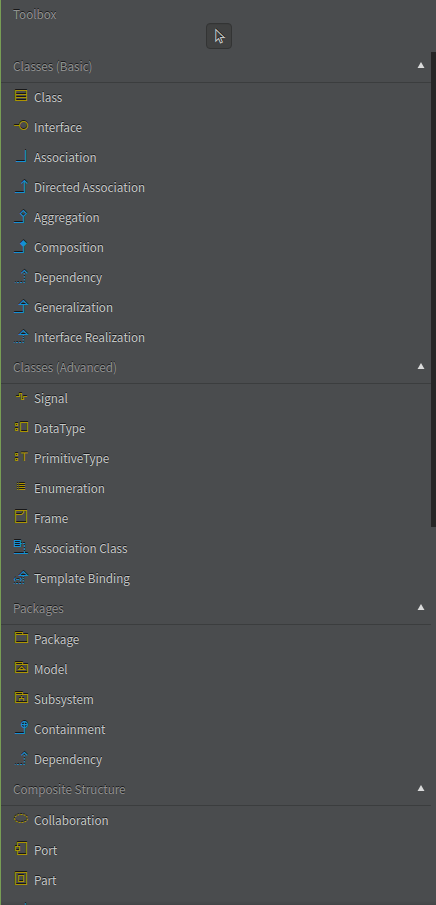 Toolbox
Classes (Basic)
Class
Interface
Association
Directed Association
Aggregation
Composition
Dependency
Generalization
Interface Realization
Classes (Advanced)
Signal
DataType
PrimitiveType
Enumeration
Frame
Association Class
Template Binding
Packages
Package
Model
Subsystem
Containment
Dependency
Composite Structure
Collaboration
Port
Part